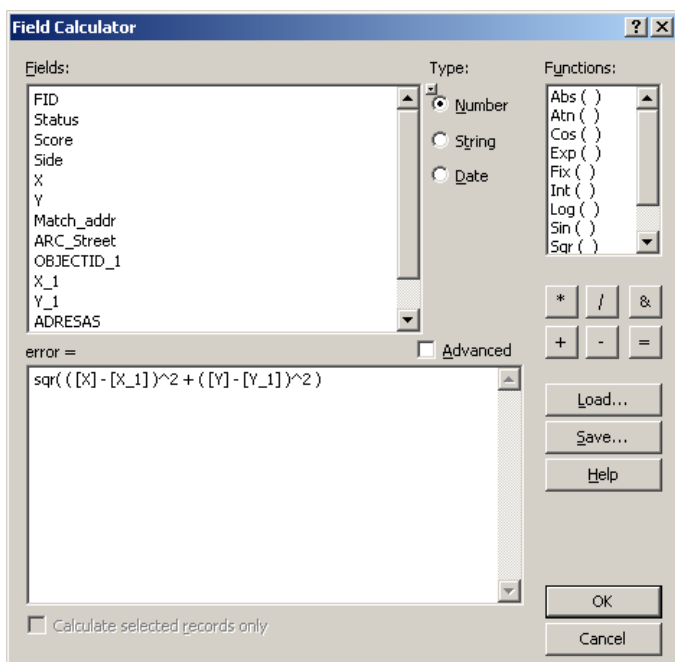 Field Calculator
Fields:
FID
Status
Score
Side
X
Y
Match_addr
ARC_Street
OBJECTID_1
X_1
Y_1
ADRESAS
Type:
Number
String
Date
Functions:
Abs ( )
Atn ( )
Cos ( )
Exp ( )
Fix ( )
Int ( )
Log ( )
Sin ( )
Sqr ( )
* / &
+ - =
error =
Advanced
sqr( ( [X] - [X_1] )^2 + ( [Y] - [Y_1] )^2 )
Load...
Save...
Help
Calculate selected records only
OK
Cancel